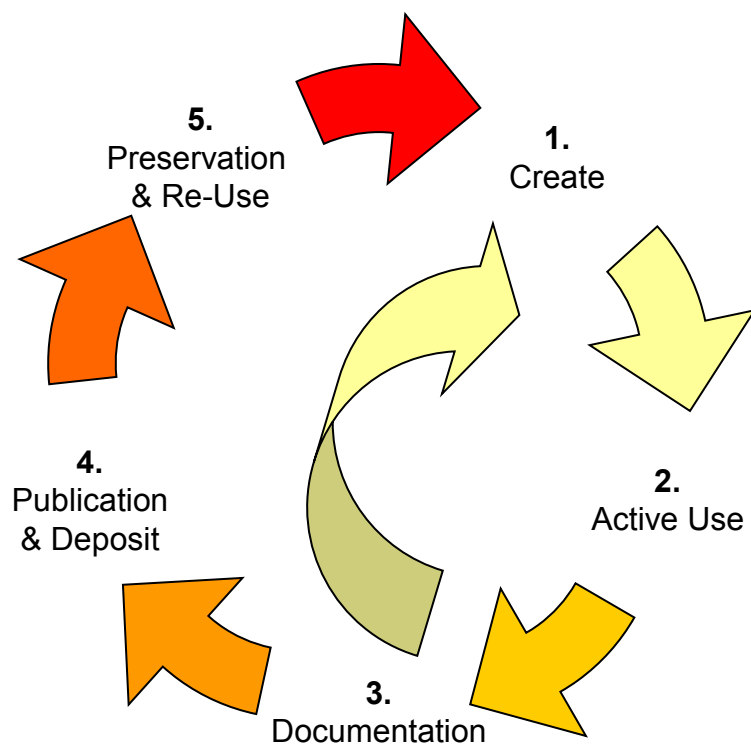 1.
Create
2.
Active Use
3.
Documentation
4.
Publication
& Deposit
5.
Preservation
& Re-Use